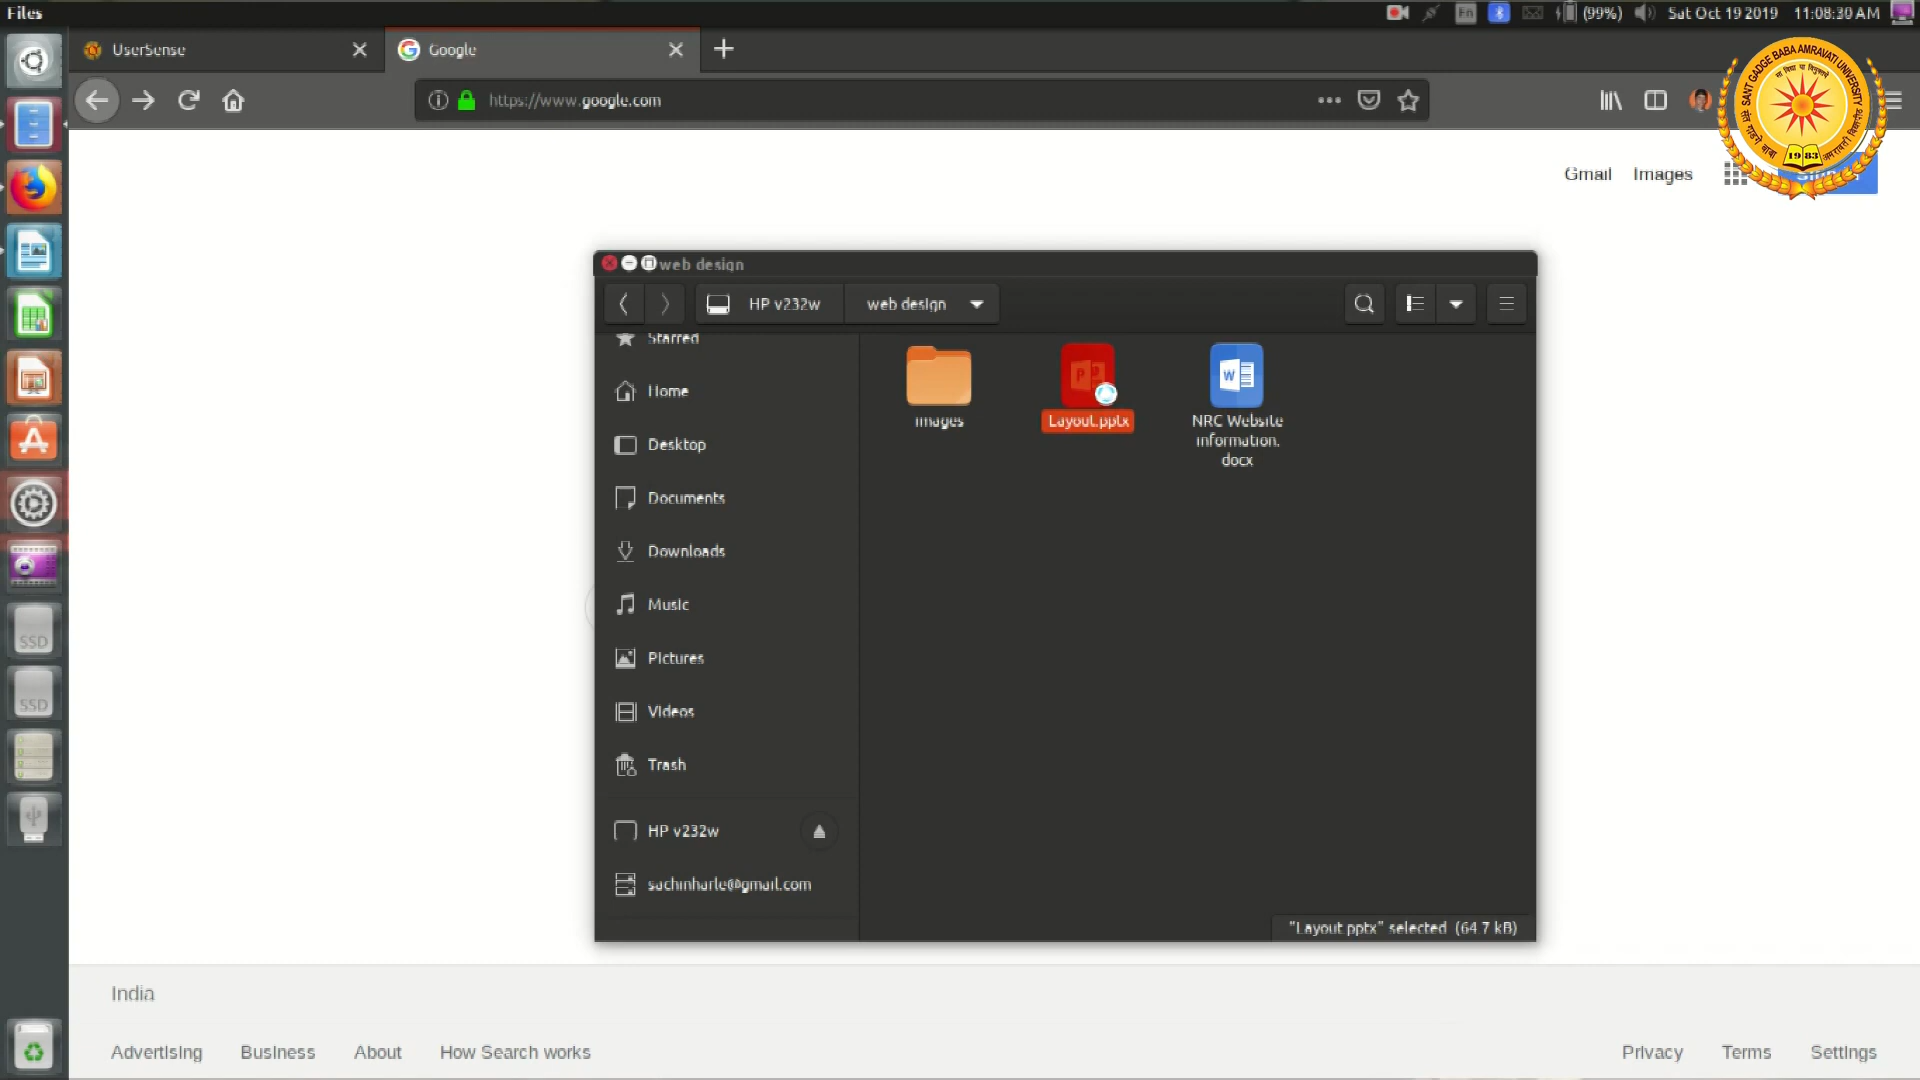 Files
En
(99%)
Sat Oct 19 2019 11:08:30 AM
UserSense
Google
https://www.google.com
SANT GADGE BABA AMRAVATI UNIVERSITY
1983
Gmail Images
web design
HP v232w
web design
Starred
Home
Desktop
Documents
Downloads
Music
Pictures
Videos
Trash
HP v232w
sachinharle@gmail.com
images
Layout.pptx
NRC Website
information.
docx
"Layout pptx" selected (64 7 kB)
SSD
SSD
India
Advertising Business About How Search works
Privacy Terms Settings